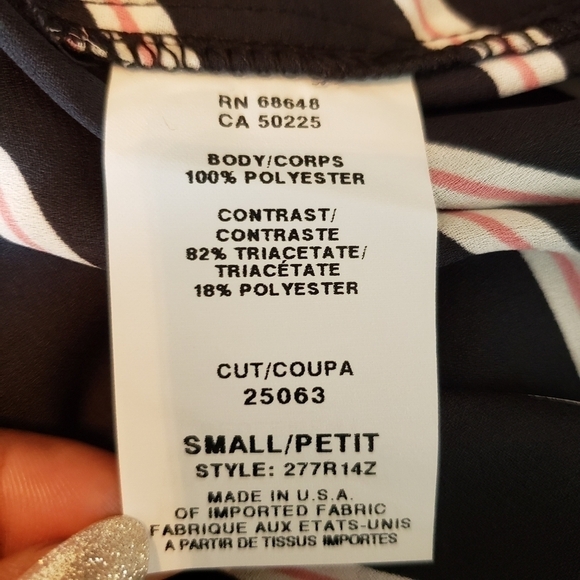 RN 68648
CA 50225
BODY/CORPS
100% POLYESTER
CONTRAST/
CONTRASTE
82% TRIACETATE/
TRIACÉTATE
18% POLYESTER
CUT/COUPA
25063
SMALL/PETIT
STYLE: 277R14Z
MADE IN U.S.A.
OF IMPORTED FABRIC
FABRIQUE AUX ETATS-UNIS
A PARTIR DE TISSUS IMPORTES